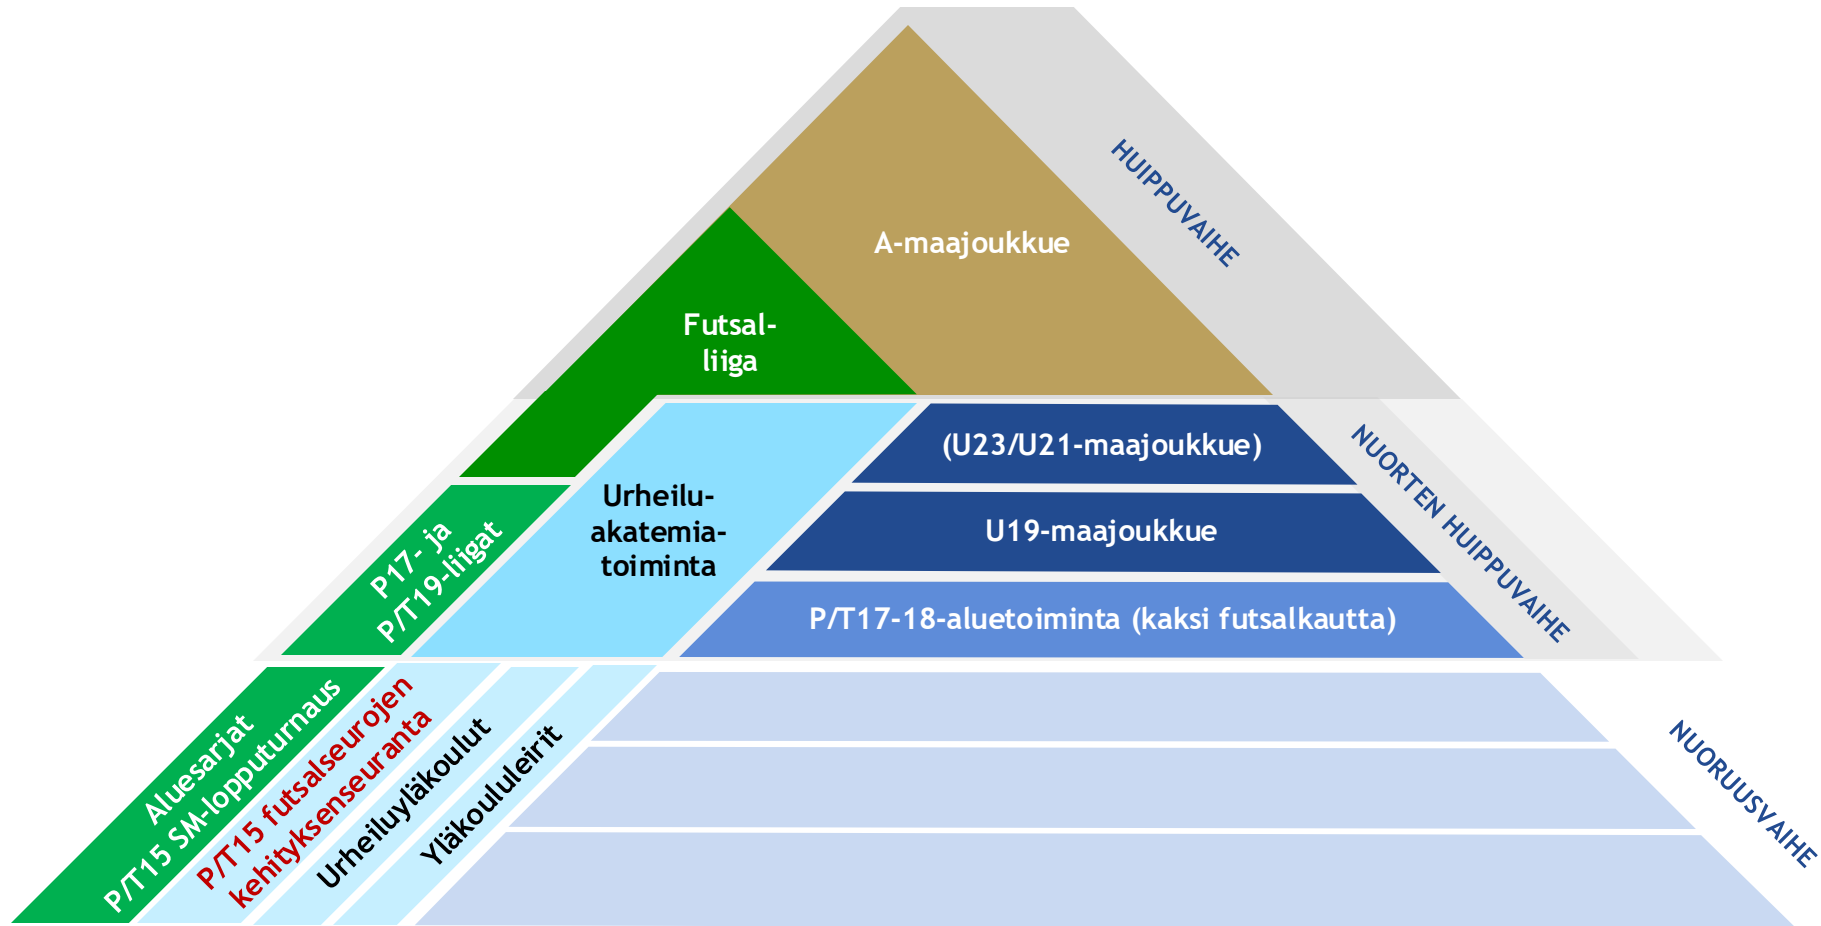 HUIPPUVAIHE
A-maajoukkue
Futsal-
liiga
(U23/U21-maajoukkue)
NUORTEN HUIPPUVAIHE
Urheilu-
akatemia-
toiminta
U19-maajoukkue
P17- ja
P/T19-liigat
P/T17-18-aluetoiminta (kaksi futsalkautta)
Aluesarjat
P/T15 SM-lopputurnaus
P/T15 futsalseurojen
kehityksenseuranta
Urheiluyläkoulut
Yläkoululeirit
NUORUUSVAIHE